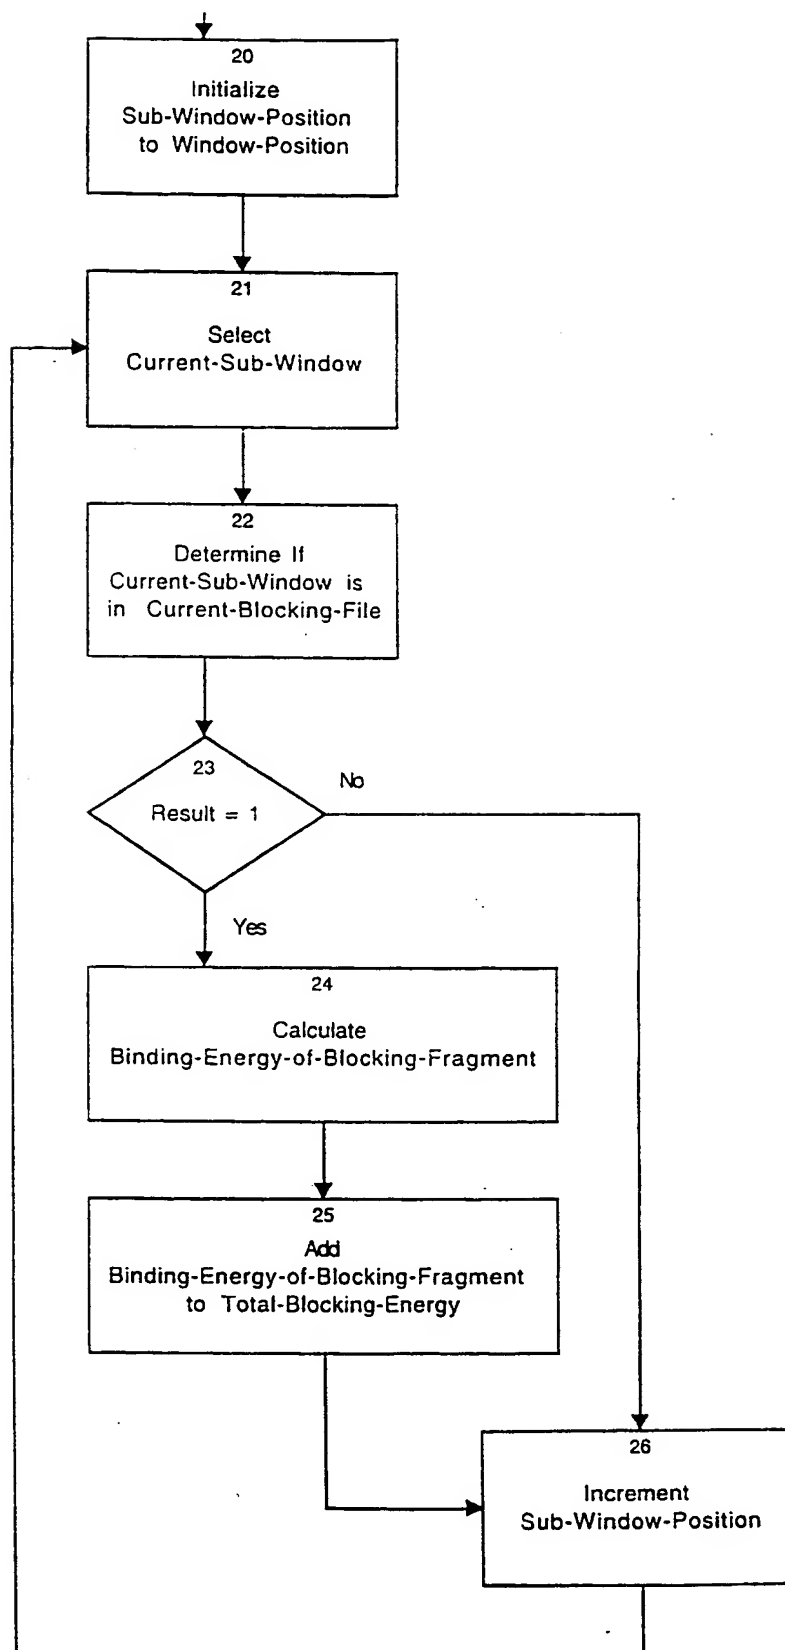 20
Initialize
Sub-Window-Position
to Window-Position
21
Select
Current-Sub-Window
22
Determine If
Current-Sub-Window is
in Current-Blocking-File
23
Result = 1
No
Yes
24
Calculate
Binding-Energy-of-Blocking-Fragment
25
Add
Binding-Energy-of-Blocking-Fragment
to Total-Blocking-Energy
26
Increment
Sub-Window-Position